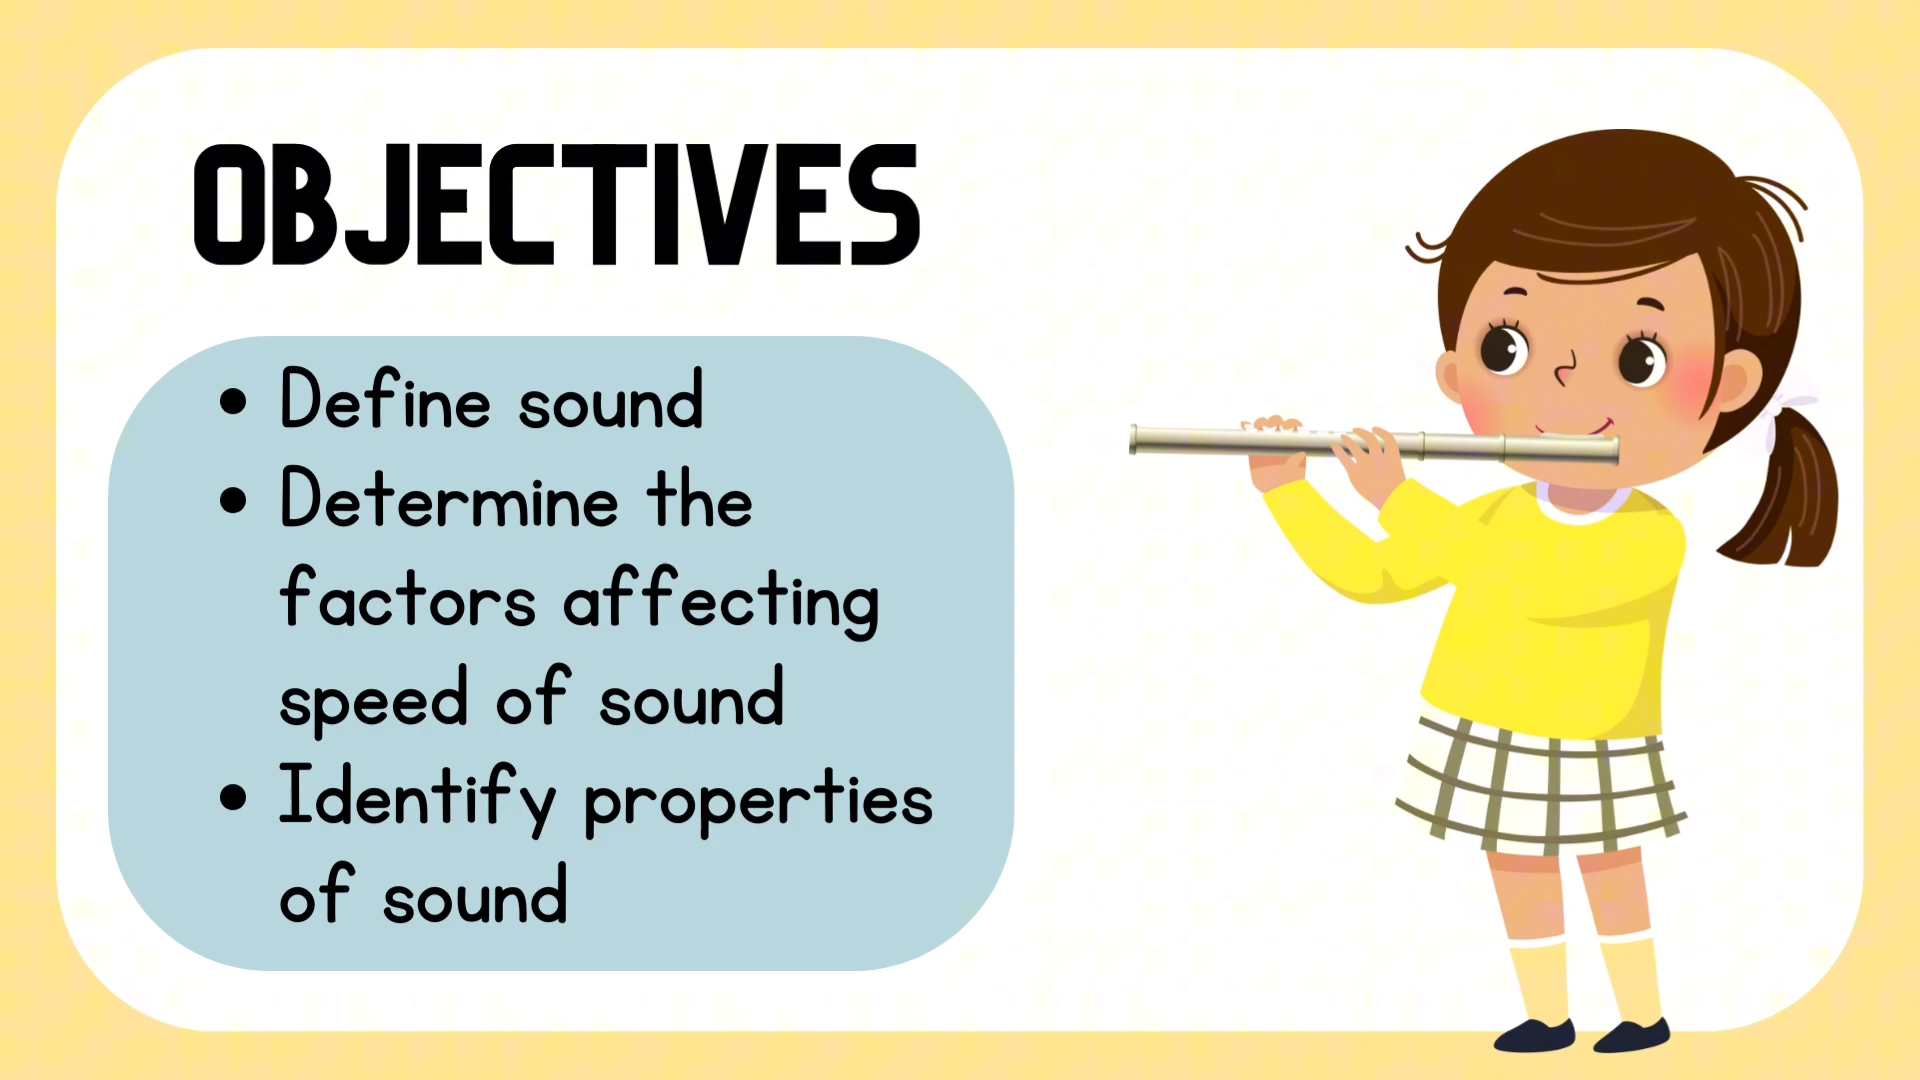 OBJECTIVES
• Define sound
• Determine the
factors affecting
speed of sound
• Identify properties
of sound